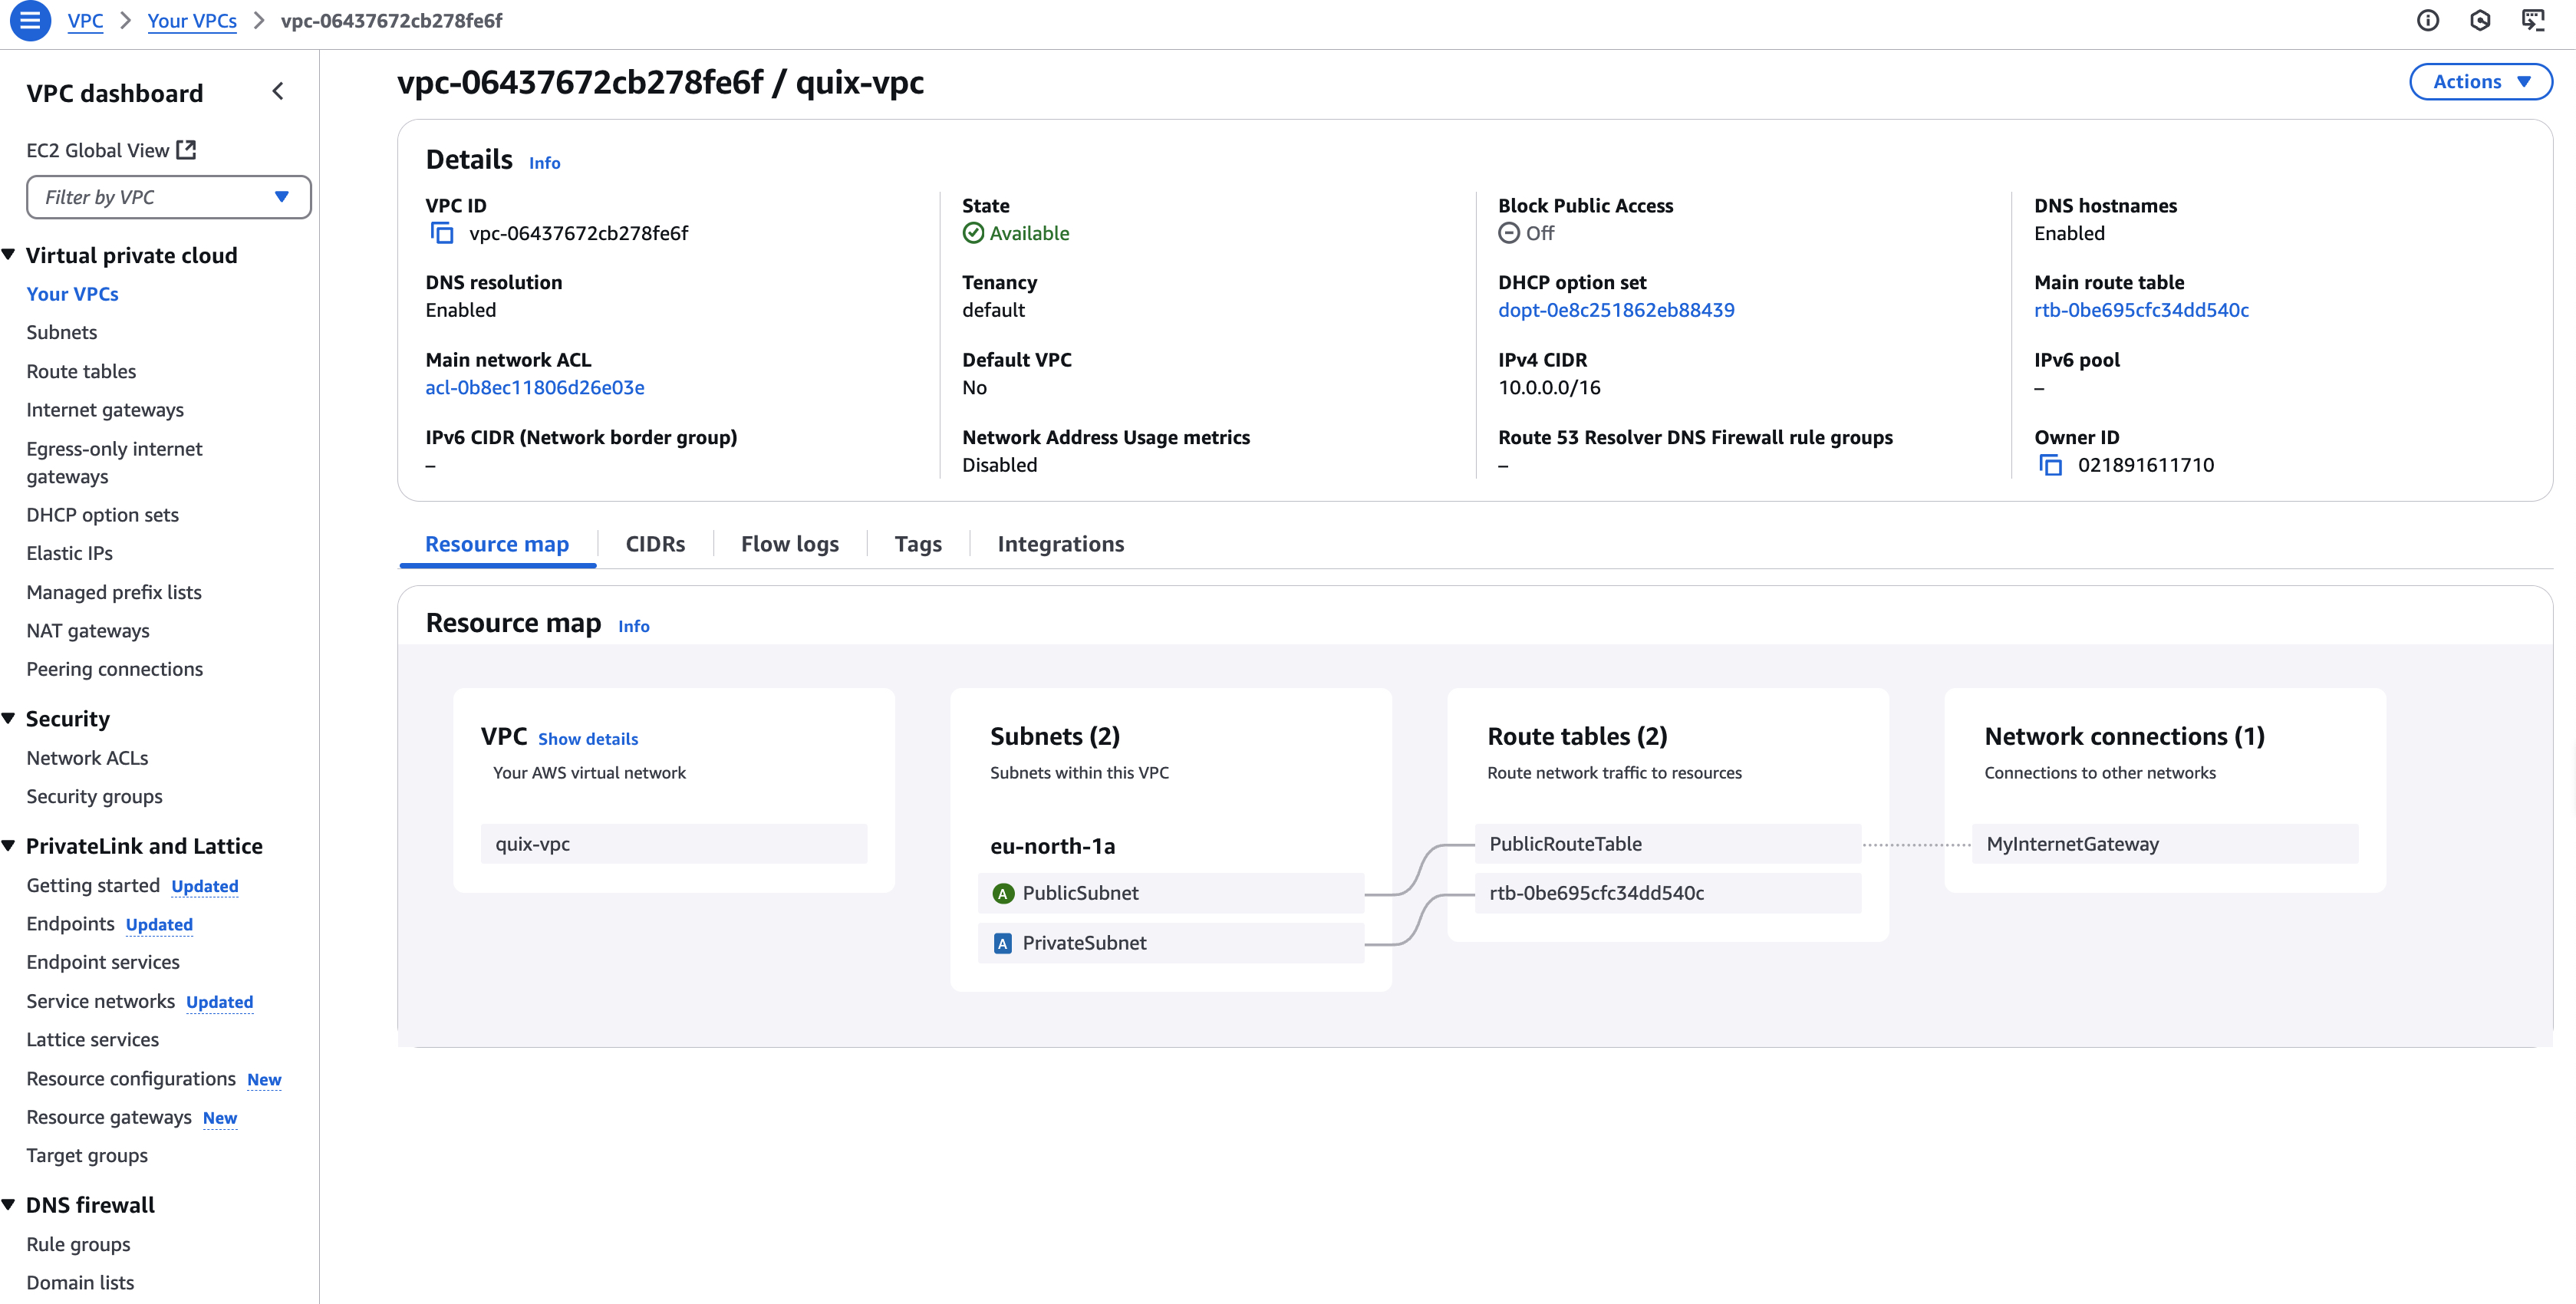 VPC
Your VPCs
vpc-06437672cb278fe6f
VPC dashboard
EC2 Global View
Filter by VPC
Virtual private cloud
Your VPCs
Subnets
Route tables
Internet gateways
Egress-only internet
gateways
DHCP option sets
Elastic IPs
Managed prefix lists
NAT gateways
Peering connections
Security
Network ACLs
Security groups
PrivateLink and Lattice
Getting started Updated
Endpoints Updated
Endpoint services
Service networks Updated
Lattice services
Resource configurations New
Resource gateways New
Target groups
DNS firewall
Rule groups
Domain lists
vpc-06437672cb278fe6f / quix-vpc
Actions
Details Info
VPC ID
vpc-06437672cb278fe6f
State
Available
Block Public Access
Off
DNS hostnames
Enabled
DNS resolution
Enabled
Tenancy
default
DHCP option set
dopt-0e8c251862eb88439
Main route table
rtb-0be695cfc34dd540c
Main network ACL
acl-0b8ec11806d26e03e
Default VPC
No
IPv4 CIDR
10.0.0.0/16
IPv6 pool
–
IPv6 CIDR (Network border group)
–
Network Address Usage metrics
Disabled
Route 53 Resolver DNS Firewall rule groups
–
Owner ID
021891611710
Resource map
CIDRs
Flow logs
Tags
Integrations
Resource map Info
VPC Show details
Your AWS virtual network
quix-vpc
Subnets (2)
Subnets within this VPC
eu-north-1a
A PublicSubnet
A PrivateSubnet
Route tables (2)
Route network traffic to resources
PublicRouteTable
rtb-0be695cfc34dd540c
Network connections (1)
Connections to other networks
MyInternetGateway